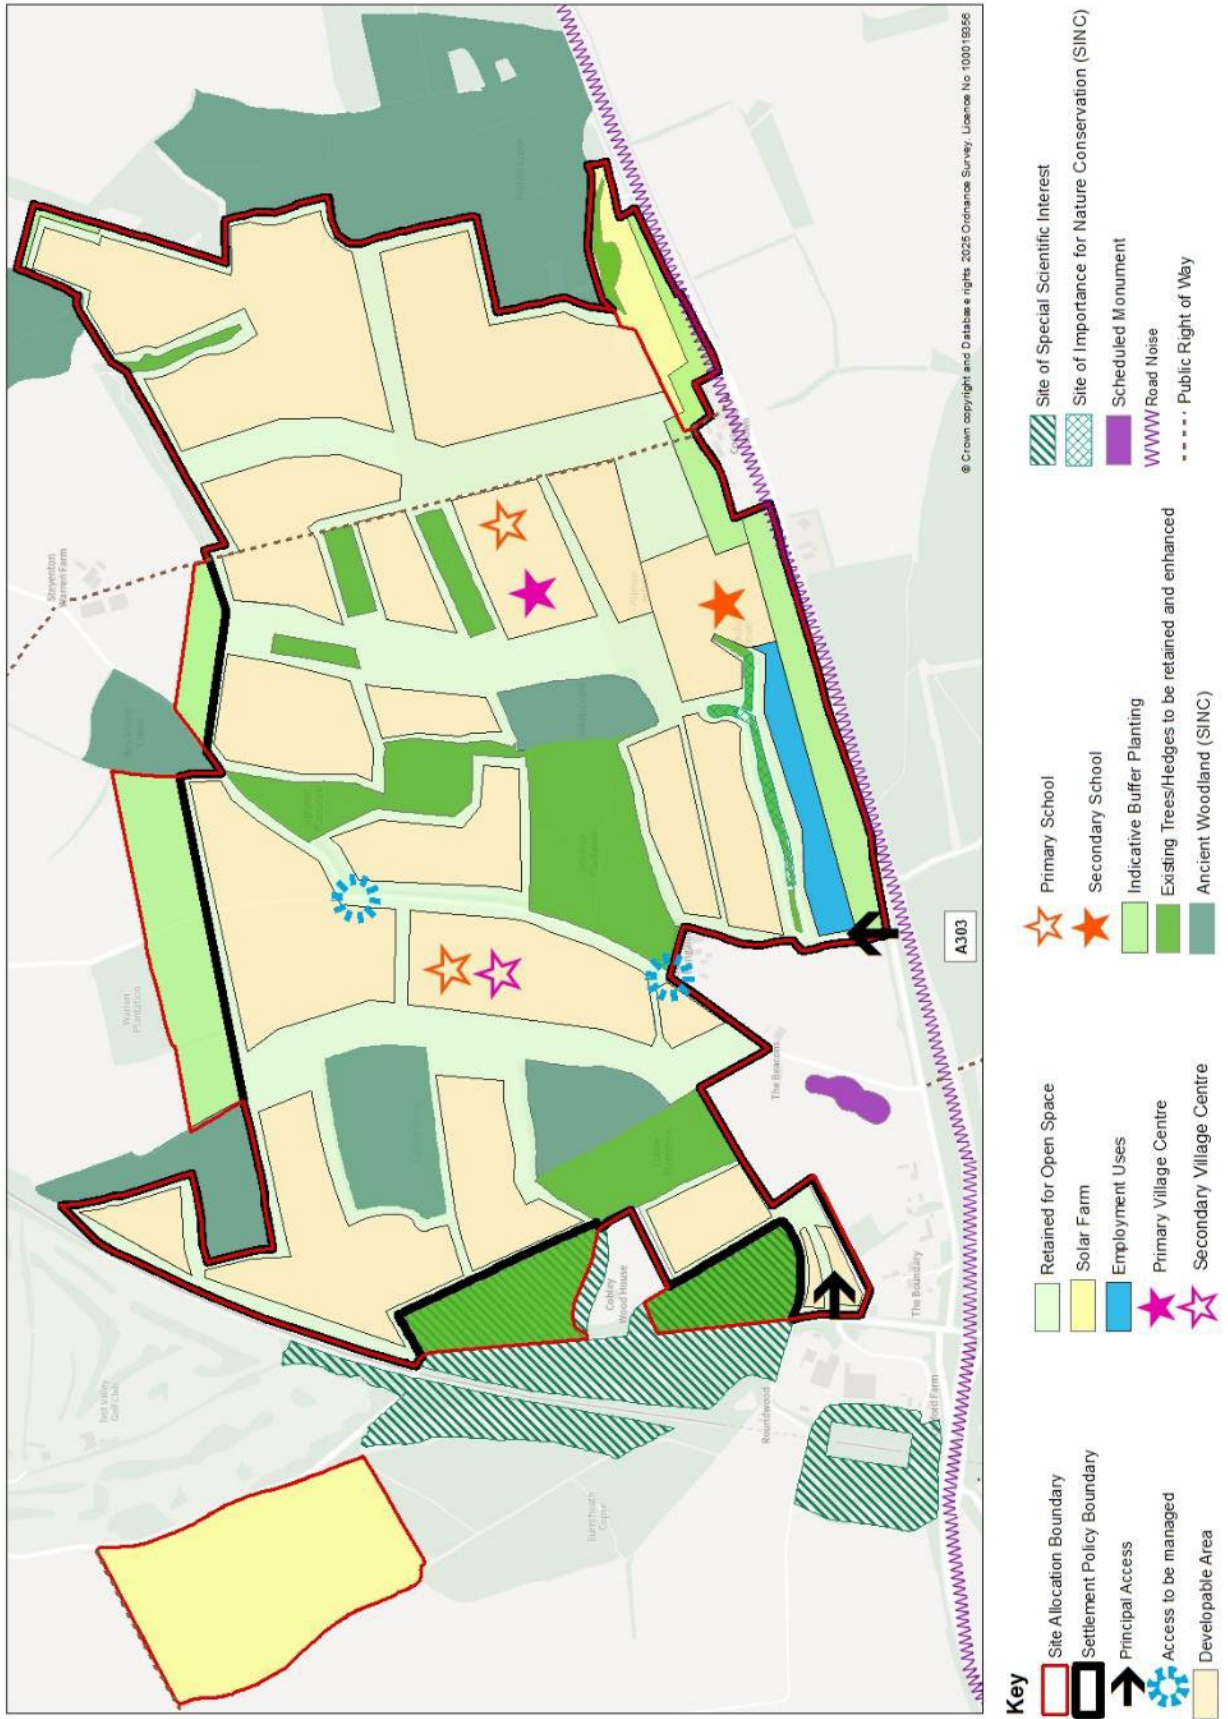 Steventon
Warren Farm
Warren
Plantation
Test Valley
Golf Club
Cobley
Wood House
Roundwood
Burntheath
Copse
The Beacons
The Boundary
A303
© Crown copyright and Database rights 2025 Ordnance Survey. Licence No 100019356
Key
Site Allocation Boundary
Settlement Policy Boundary
Principal Access
Access to be managed
Developable Area
Retained for Open Space
Solar Farm
Employment Uses
Primary Village Centre
Secondary Village Centre
Primary School
Secondary School
Indicative Buffer Planting
Existing Trees/Hedges to be retained and enhanced
Ancient Woodland (SINC)
Site of Special Scientific Interest
Site of Importance for Nature Conservation (SINC)
Scheduled Monument
Road Noise
Public Right of Way